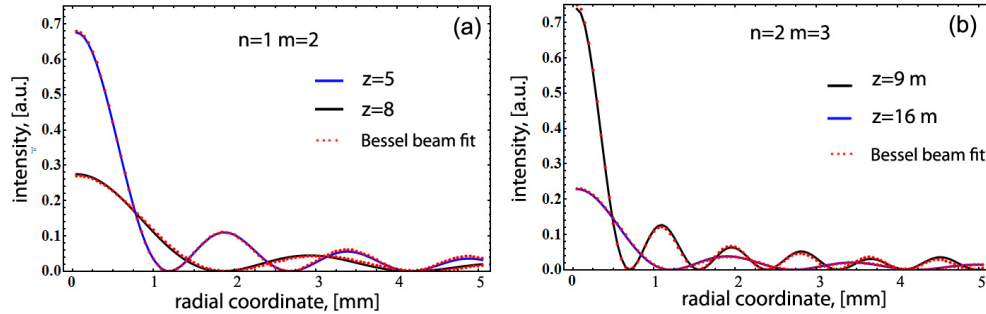 (a)
n=1 m=2
z=5
z=8
Bessel beam fit
intensity, [a.u.]
0.7
0.6
0.5
0.4
0.3
0.2
0.1
0.0
0 1 2 3 4 5
radial coordinate, [mm]
(b)
n=2 m=3
z=9 m
z=16 m
Bessel beam fit
intensity, [a.u.]
0.7
0.6
0.5
0.4
0.3
0.2
0.1
0.0
0 1 2 3 4 5
radial coordinate, [mm]